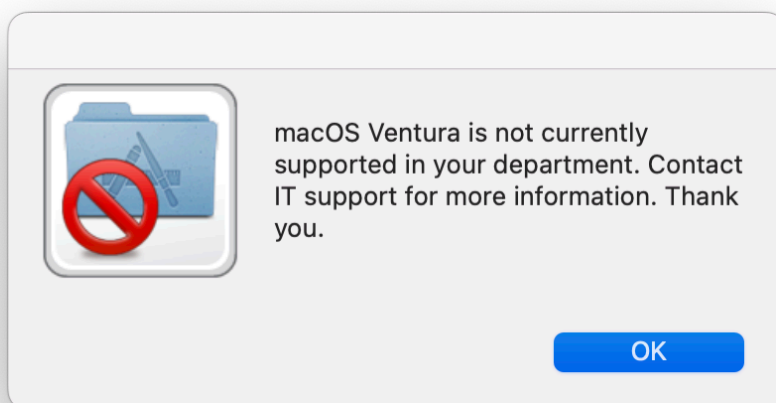 macOS Ventura is not currently
supported in your department. Contact
IT support for more information. Thank
you.
OK